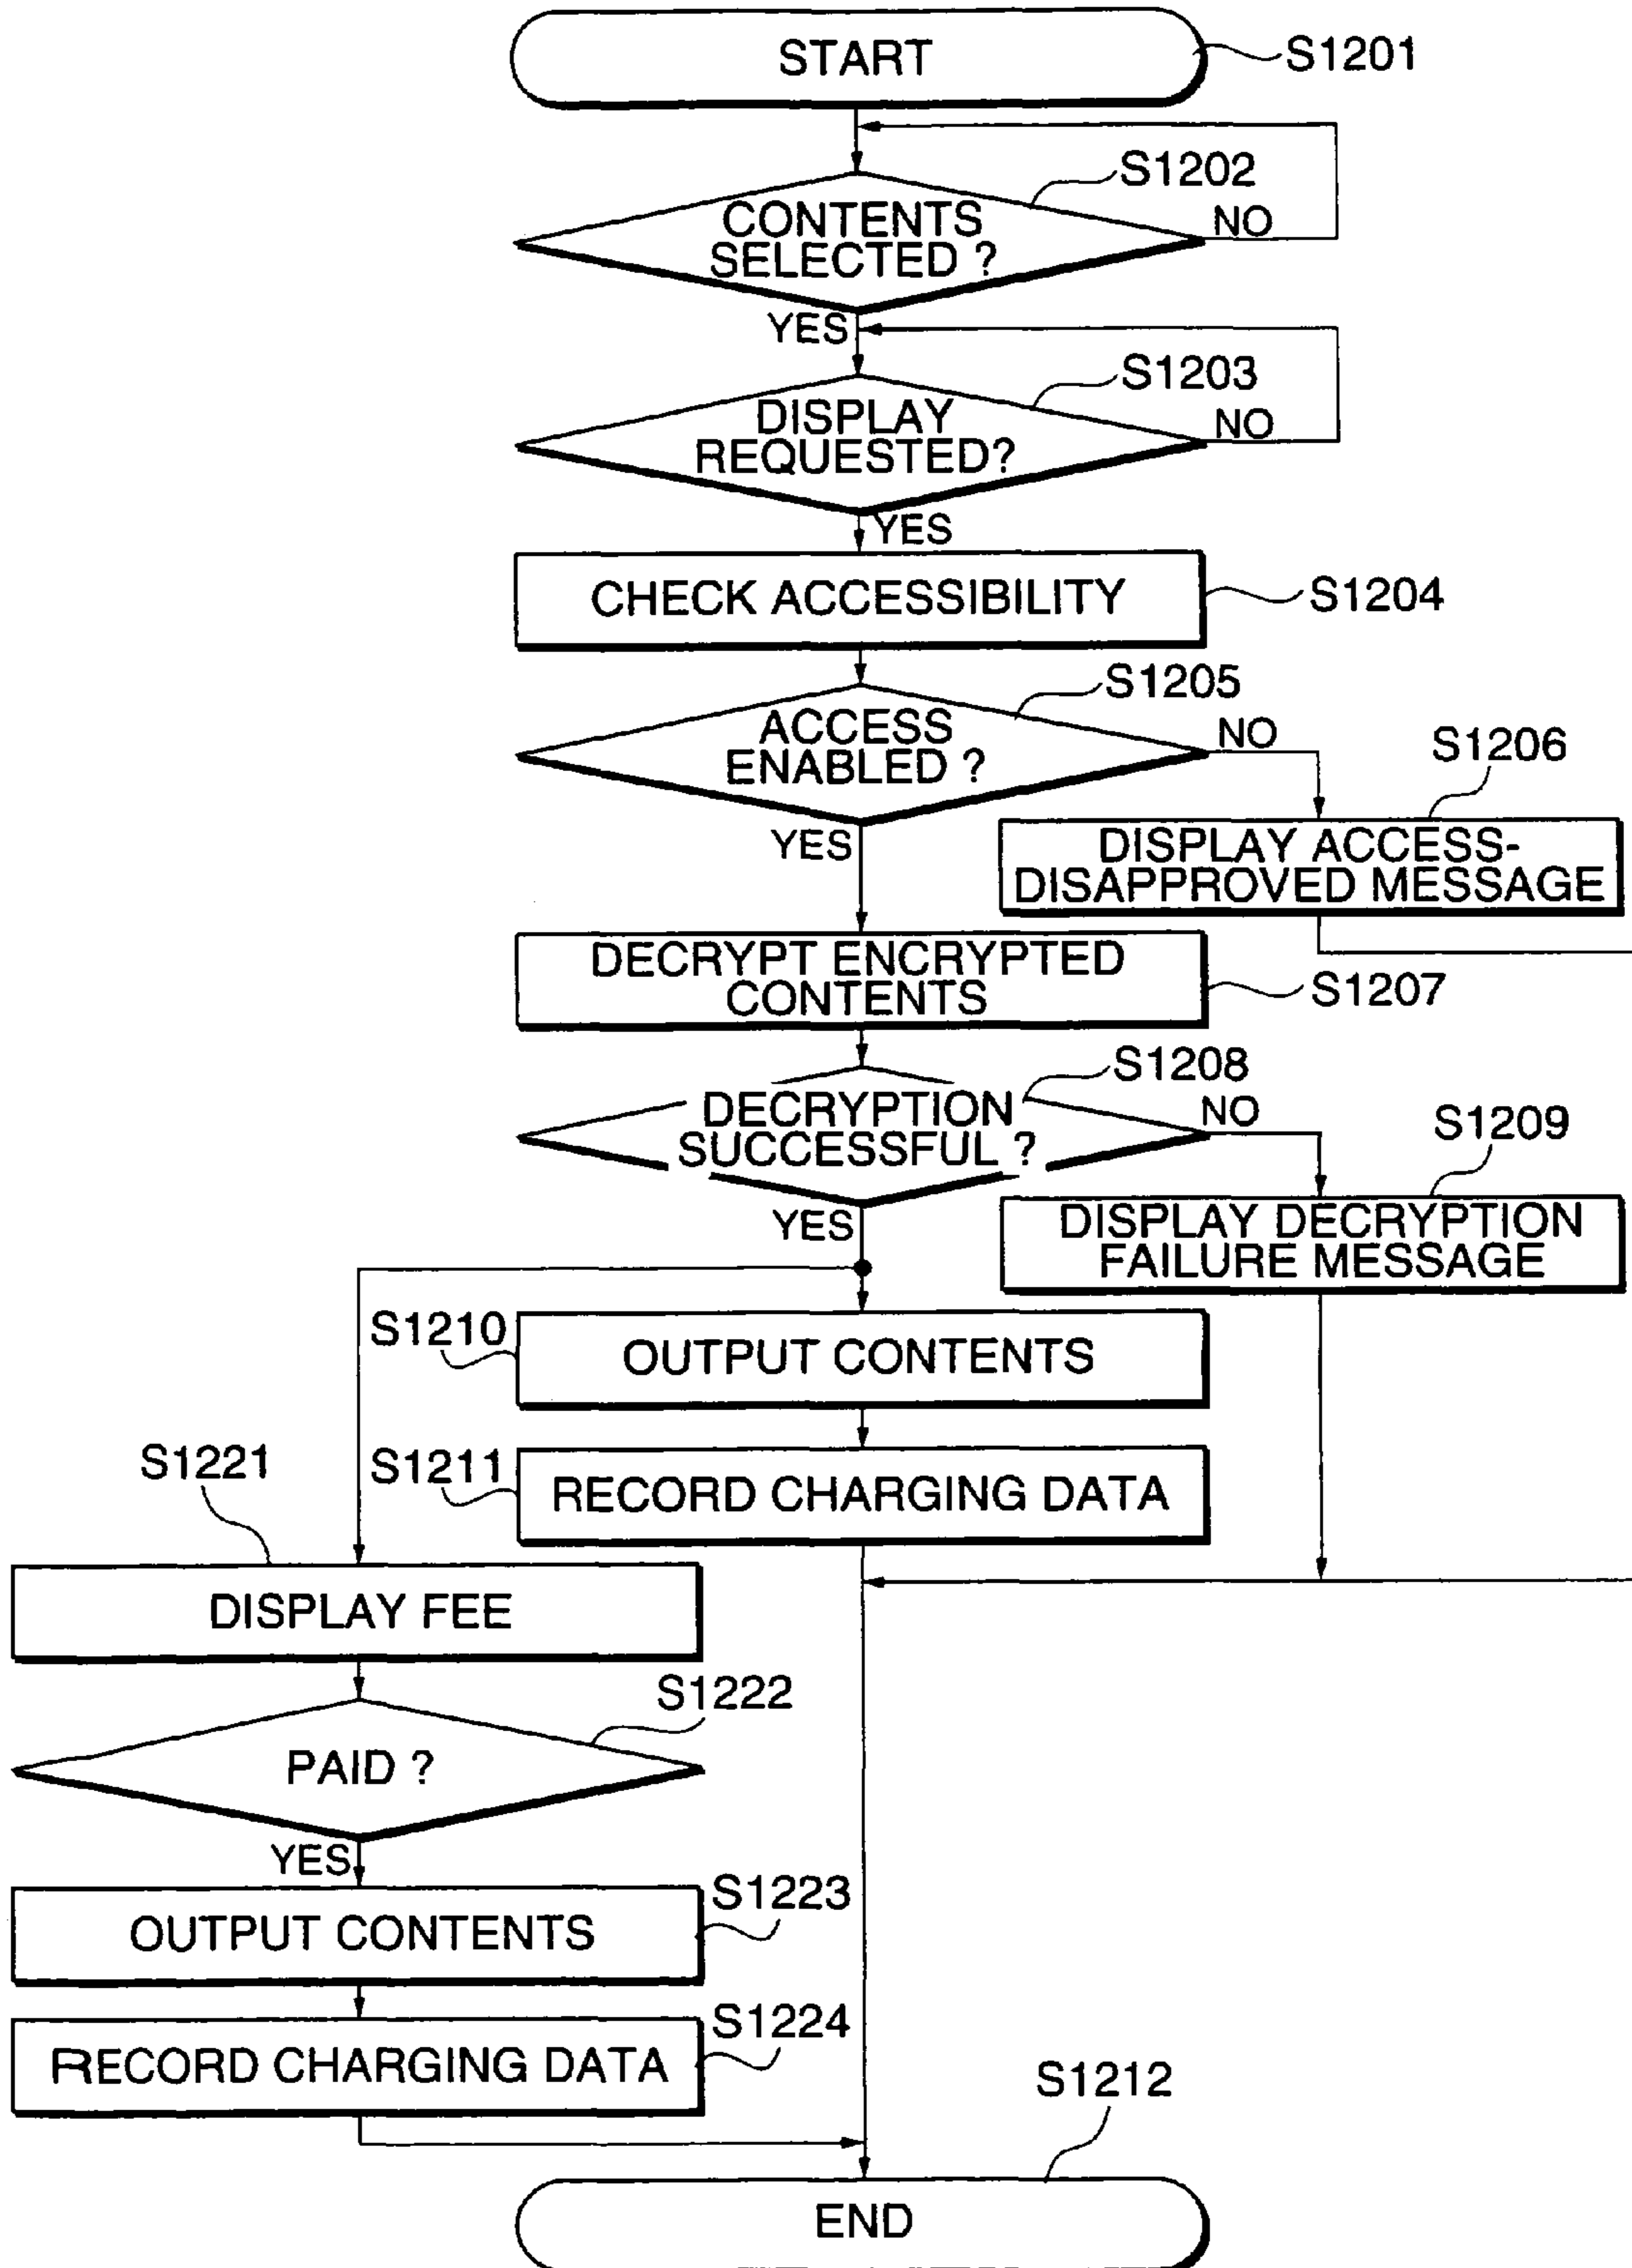 START
S1201
S1202
CONTENTS
SELECTED ?
NO
YES
S1203
DISPLAY
REQUESTED?
NO
YES
CHECK ACCESSIBILITY
S1204
S1205
ACCESS
ENABLED ?
NO
YES
S1206
DISPLAY ACCESS-
DISAPPROVED MESSAGE
DECRYPT ENCRYPTED
CONTENTS
S1207
S1208
DECRYPTION
SUCCESSFUL ?
NO
YES
S1209
DISPLAY DECRYPTION
FAILURE MESSAGE
S1210
OUTPUT CONTENTS
S1211
RECORD CHARGING DATA
S1221
DISPLAY FEE
S1222
PAID ?
YES
S1223
OUTPUT CONTENTS
S1224
RECORD CHARGING DATA
S1212
END